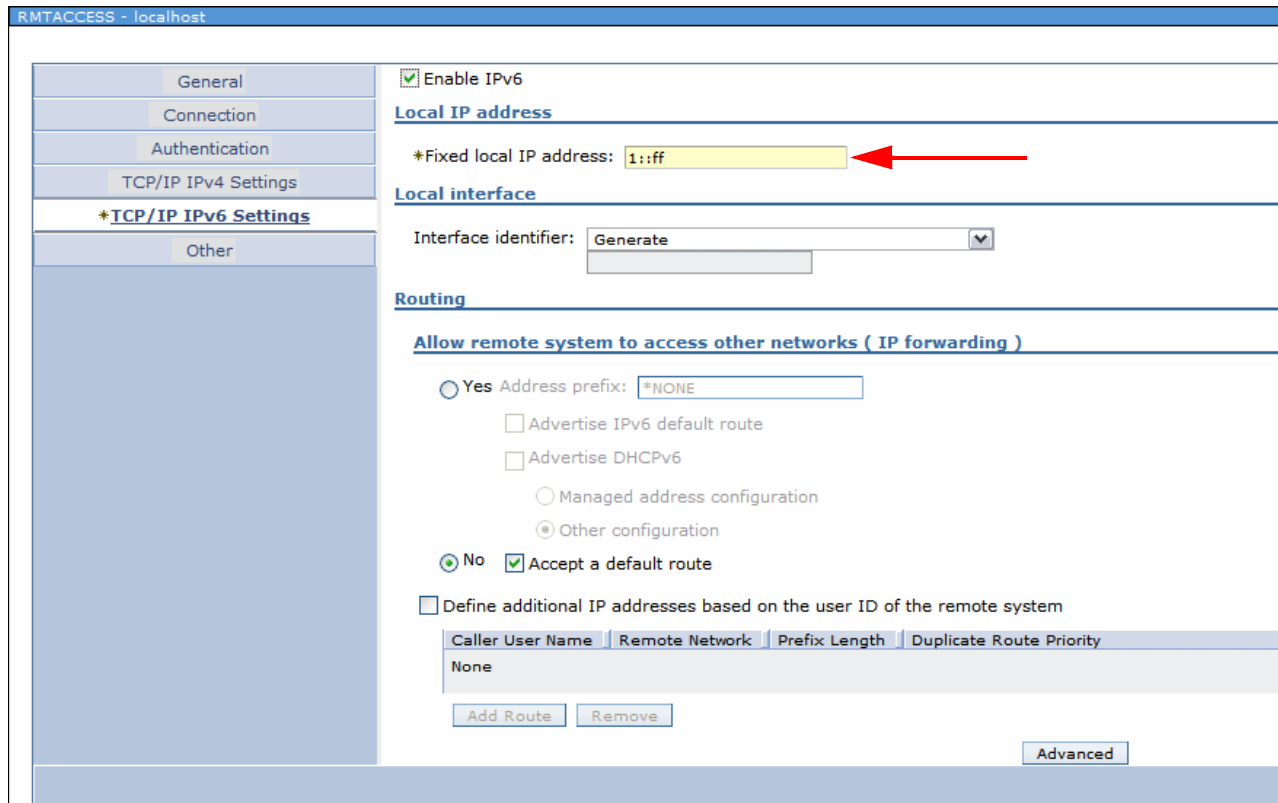 RMTACCESS - localhost
General
Connection
Authentication
TCP/IP IPv4 Settings
*TCP/IP IPv6 Settings
Other
Enable IPv6
Local IP address
*Fixed local IP address: 1::ff
Local interface
Interface identifier: Generate
Routing
Allow remote system to access other networks ( IP forwarding )
Yes Address prefix: *NONE
Advertise IPv6 default route
Advertise DHCPv6
Managed address configuration
Other configuration
No Accept a default route
Define additional IP addresses based on the user ID of the remote system
Caller User Name Remote Network Prefix Length Duplicate Route Priority
None
Add Route Remove
Advanced